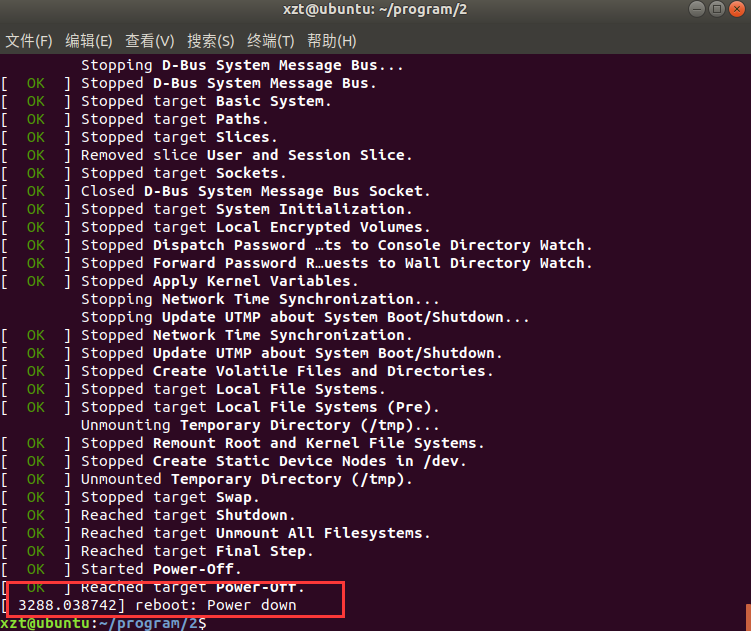 xzt@ubuntu: ~/program/2
文件(F) 编辑(E) 查看(V) 搜索(S) 终端(T) 帮助(H)
Stopping D-Bus System Message Bus...
[ OK ] Stopped D-Bus System Message Bus.
[ OK ] Stopped target Basic System.
[ OK ] Stopped target Paths.
[ OK ] Stopped target Slices.
[ OK ] Removed slice User and Session Slice.
[ OK ] Stopped target Sockets.
[ OK ] Closed D-Bus System Message Bus Socket.
[ OK ] Stopped target System Initialization.
[ OK ] Stopped target Local Encrypted Volumes.
[ OK ] Stopped Dispatch Password …ts to Console Directory Watch.
[ OK ] Stopped Forward Password R…uests to Wall Directory Watch.
[ OK ] Stopped Apply Kernel Variables.
Stopping Network Time Synchronization...
Stopping Update UTMP about System Boot/Shutdown...
[ OK ] Stopped Network Time Synchronization.
[ OK ] Stopped Update UTMP about System Boot/Shutdown.
[ OK ] Stopped Create Volatile Files and Directories.
[ OK ] Stopped target Local File Systems.
[ OK ] Stopped target Local File Systems (Pre).
Unmounting Temporary Directory (/tmp)...
[ OK ] Stopped Remount Root and Kernel File Systems.
[ OK ] Stopped Create Static Device Nodes in /dev.
[ OK ] Unmounted Temporary Directory (/tmp).
[ OK ] Stopped target Swap.
[ OK ] Reached target Shutdown.
[ OK ] Reached target Unmount All Filesystems.
[ OK ] Reached target Final Step.
[ OK ] Started Power-Off.
[ OK ] Reached target Power-Off.
[ 3288.038742] reboot: Power down
xzt@ubuntu:~/program/2$